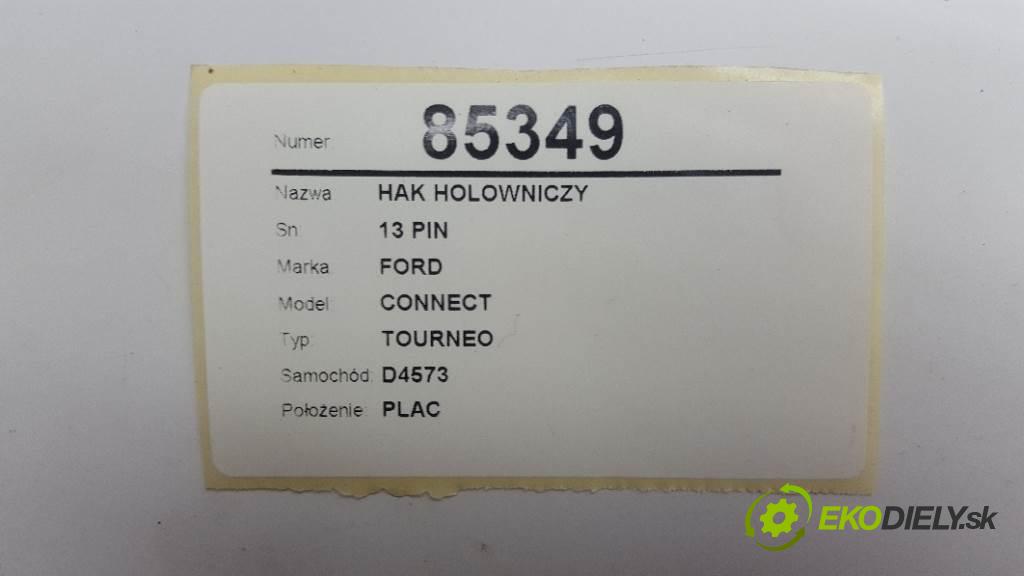 Numer: 85349
Nazwa HAK HOLOWNICZY
Sn: 13 PIN
Marka: FORD
Model: CONNECT
Typ: TOURNEO
Samochód: D4573
Położenie: PLAC
EKODIELY.sk